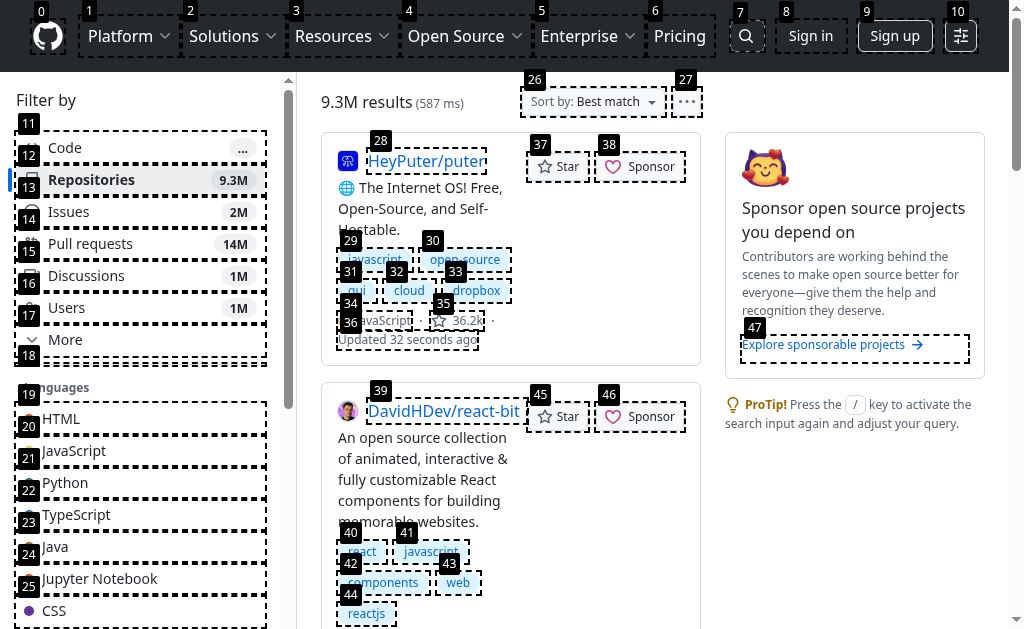 0
1
2
3
4
5
6
7
8
9
10
Platform
Solutions
Resources
Open Source
Enterprise
Pricing
Sign in
Sign up
Filter by
11
Code
...
12
Repositories
9.3M
13
Issues
2M
14
Pull requests
14M
15
Discussions
1M
16
Users
1M
17
More
18
nguages
19
HTML
20
JavaScript
21
Python
22
TypeScript
23
Java
24
Jupyter Notebook
25
CSS
9.3M results (587 ms)
26
Sort by: Best match
27
28
HeyPuter/puter
37
Star
38
Sponsor
🌐 The Internet OS! Free,
Open-Source, and Self-
Hostable.
29
30
javascript
open-source
31
32
33
gui
cloud
dropbox
34
35
36
avaScript
·
36.2k
·
Updated 32 seconds ago
39
DavidHDev/react-bit
45
Star
46
Sponsor
An open source collection
of animated, interactive &
fully customizable React
components for building
memorable websites.
40
41
react
javascript
42
43
components
web
44
reactjs
Sponsor open source projects
you depend on
Contributors are working behind the
scenes to make open source better for
everyone—give them the help and
recognition they deserve.
47
Explore sponsorable projects →
ProTip! Press the / key to activate the
search input again and adjust your query.